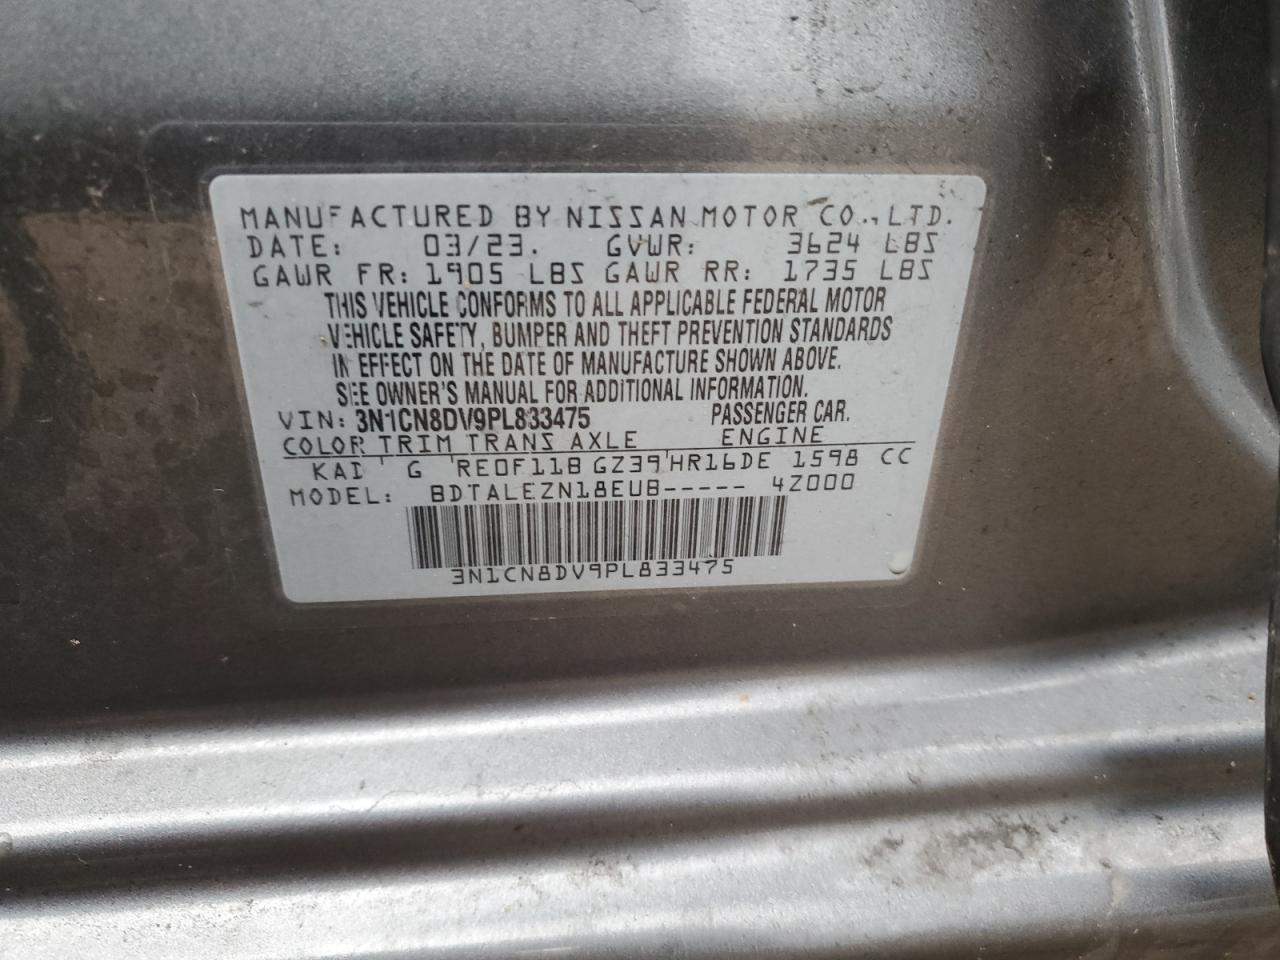 MANUFACTURED BY NISSAN MOTOR CO., LTD.
DATE: 03/23. GVWR: 3624 LBS
GAWR FR: 1905 LBS GAWR RR: 1735 LBS
THIS VEHICLE CONFORMS TO ALL APPLICABLE FEDERAL MOTOR
VEHICLE SAFETY, BUMPER AND THEFT PREVENTION STANDARDS
IN EFFECT ON THE DATE OF MANUFACTURE SHOWN ABOVE.
SEE OWNER'S MANUAL FOR ADDITIONAL INFORMATION.
VIN: 3N1CN8DV9PL833475 PASSENGER CAR.
COLOR TRIM TRANS AXLE ENGINE
KAD G RE0F11B GZ39 HR16DE 1598 CC
MODEL: BDTALEZN18EUB----- 4Z000
3N1CN8DV9PL833475